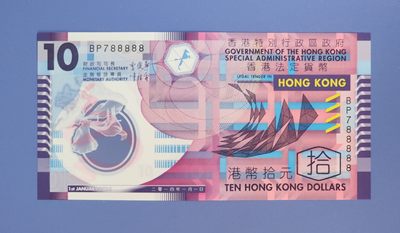 香港特別行政區政府
GOVERNMENT OF THE HONG KONG
SPECIAL ADMINISTRATIVE REGION
香港法定貨幣
LEGAL TENDER IN
HONG KONG
10
BP788888
財政司司長
FINANCIAL SECRETARY
金融管理專員
MONETARY AUTHORITY
BP788888
10
1st JANUARY
二〇一四年一月一日
港幣拾元
TEN HONG KONG DOLLARS
拾